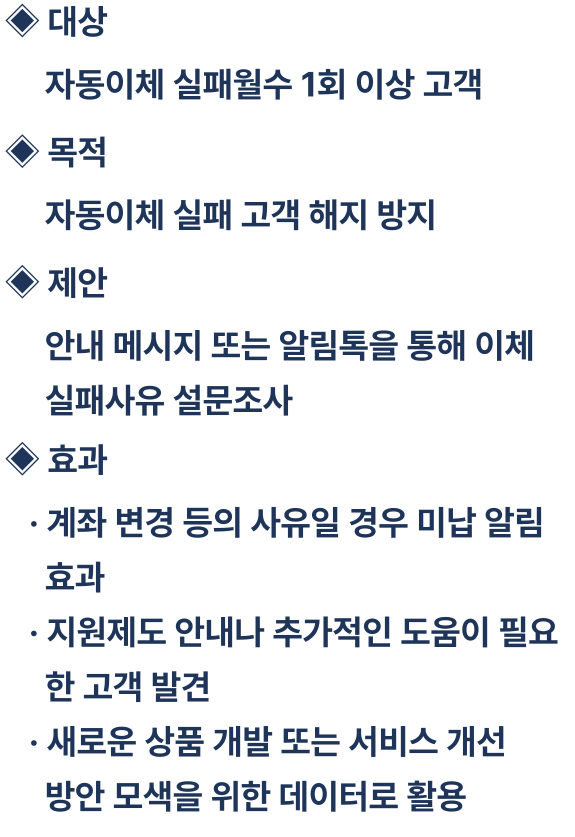 ◈ 대상
자동이체 실패월수 1회 이상 고객
◈ 목적
자동이체 실패 고객 해지 방지
◈ 제안
안내 메시지 또는 알림톡을 통해 이체
실패사유 설문조사
◈ 효과
· 계좌 변경 등의 사유일 경우 미납 알림
효과
· 지원제도 안내나 추가적인 도움이 필요
한 고객 발견
· 새로운 상품 개발 또는 서비스 개선
방안 모색을 위한 데이터로 활용